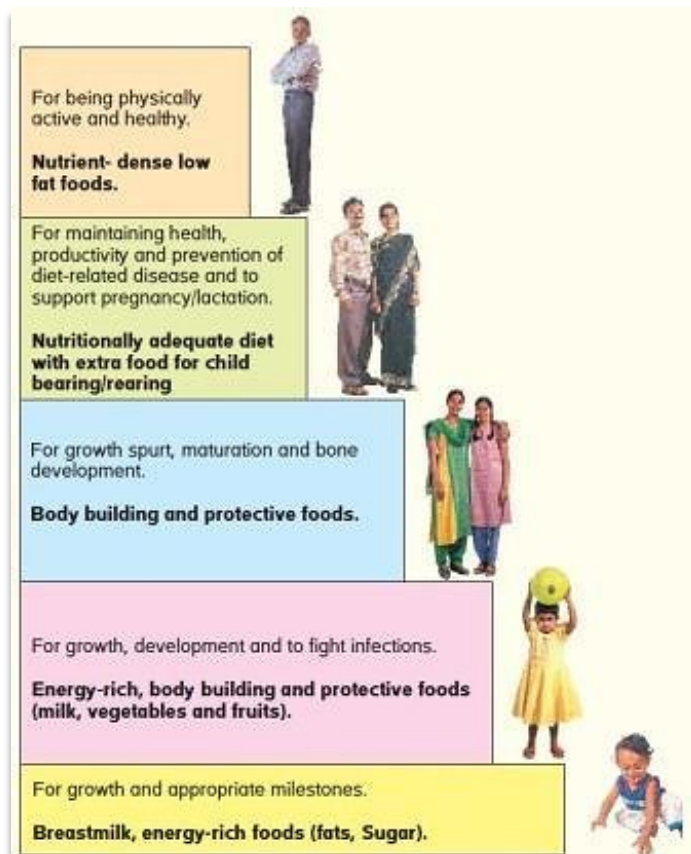 For being physically
active and healthy.
Nutrient- dense low
fat foods.
For maintaining health,
productivity and prevention of
diet-related disease and to
support pregnancy/lactation.
Nutritionally adequate diet
with extra food for child
bearing/rearing
For growth spurt, maturation and bone
development.
Body building and protective foods.
For growth, development and to fight infections.
Energy-rich, body building and protective foods
(milk, vegetables and fruits).
For growth and appropriate milestones.
Breastmilk, energy-rich foods (fats, Sugar).